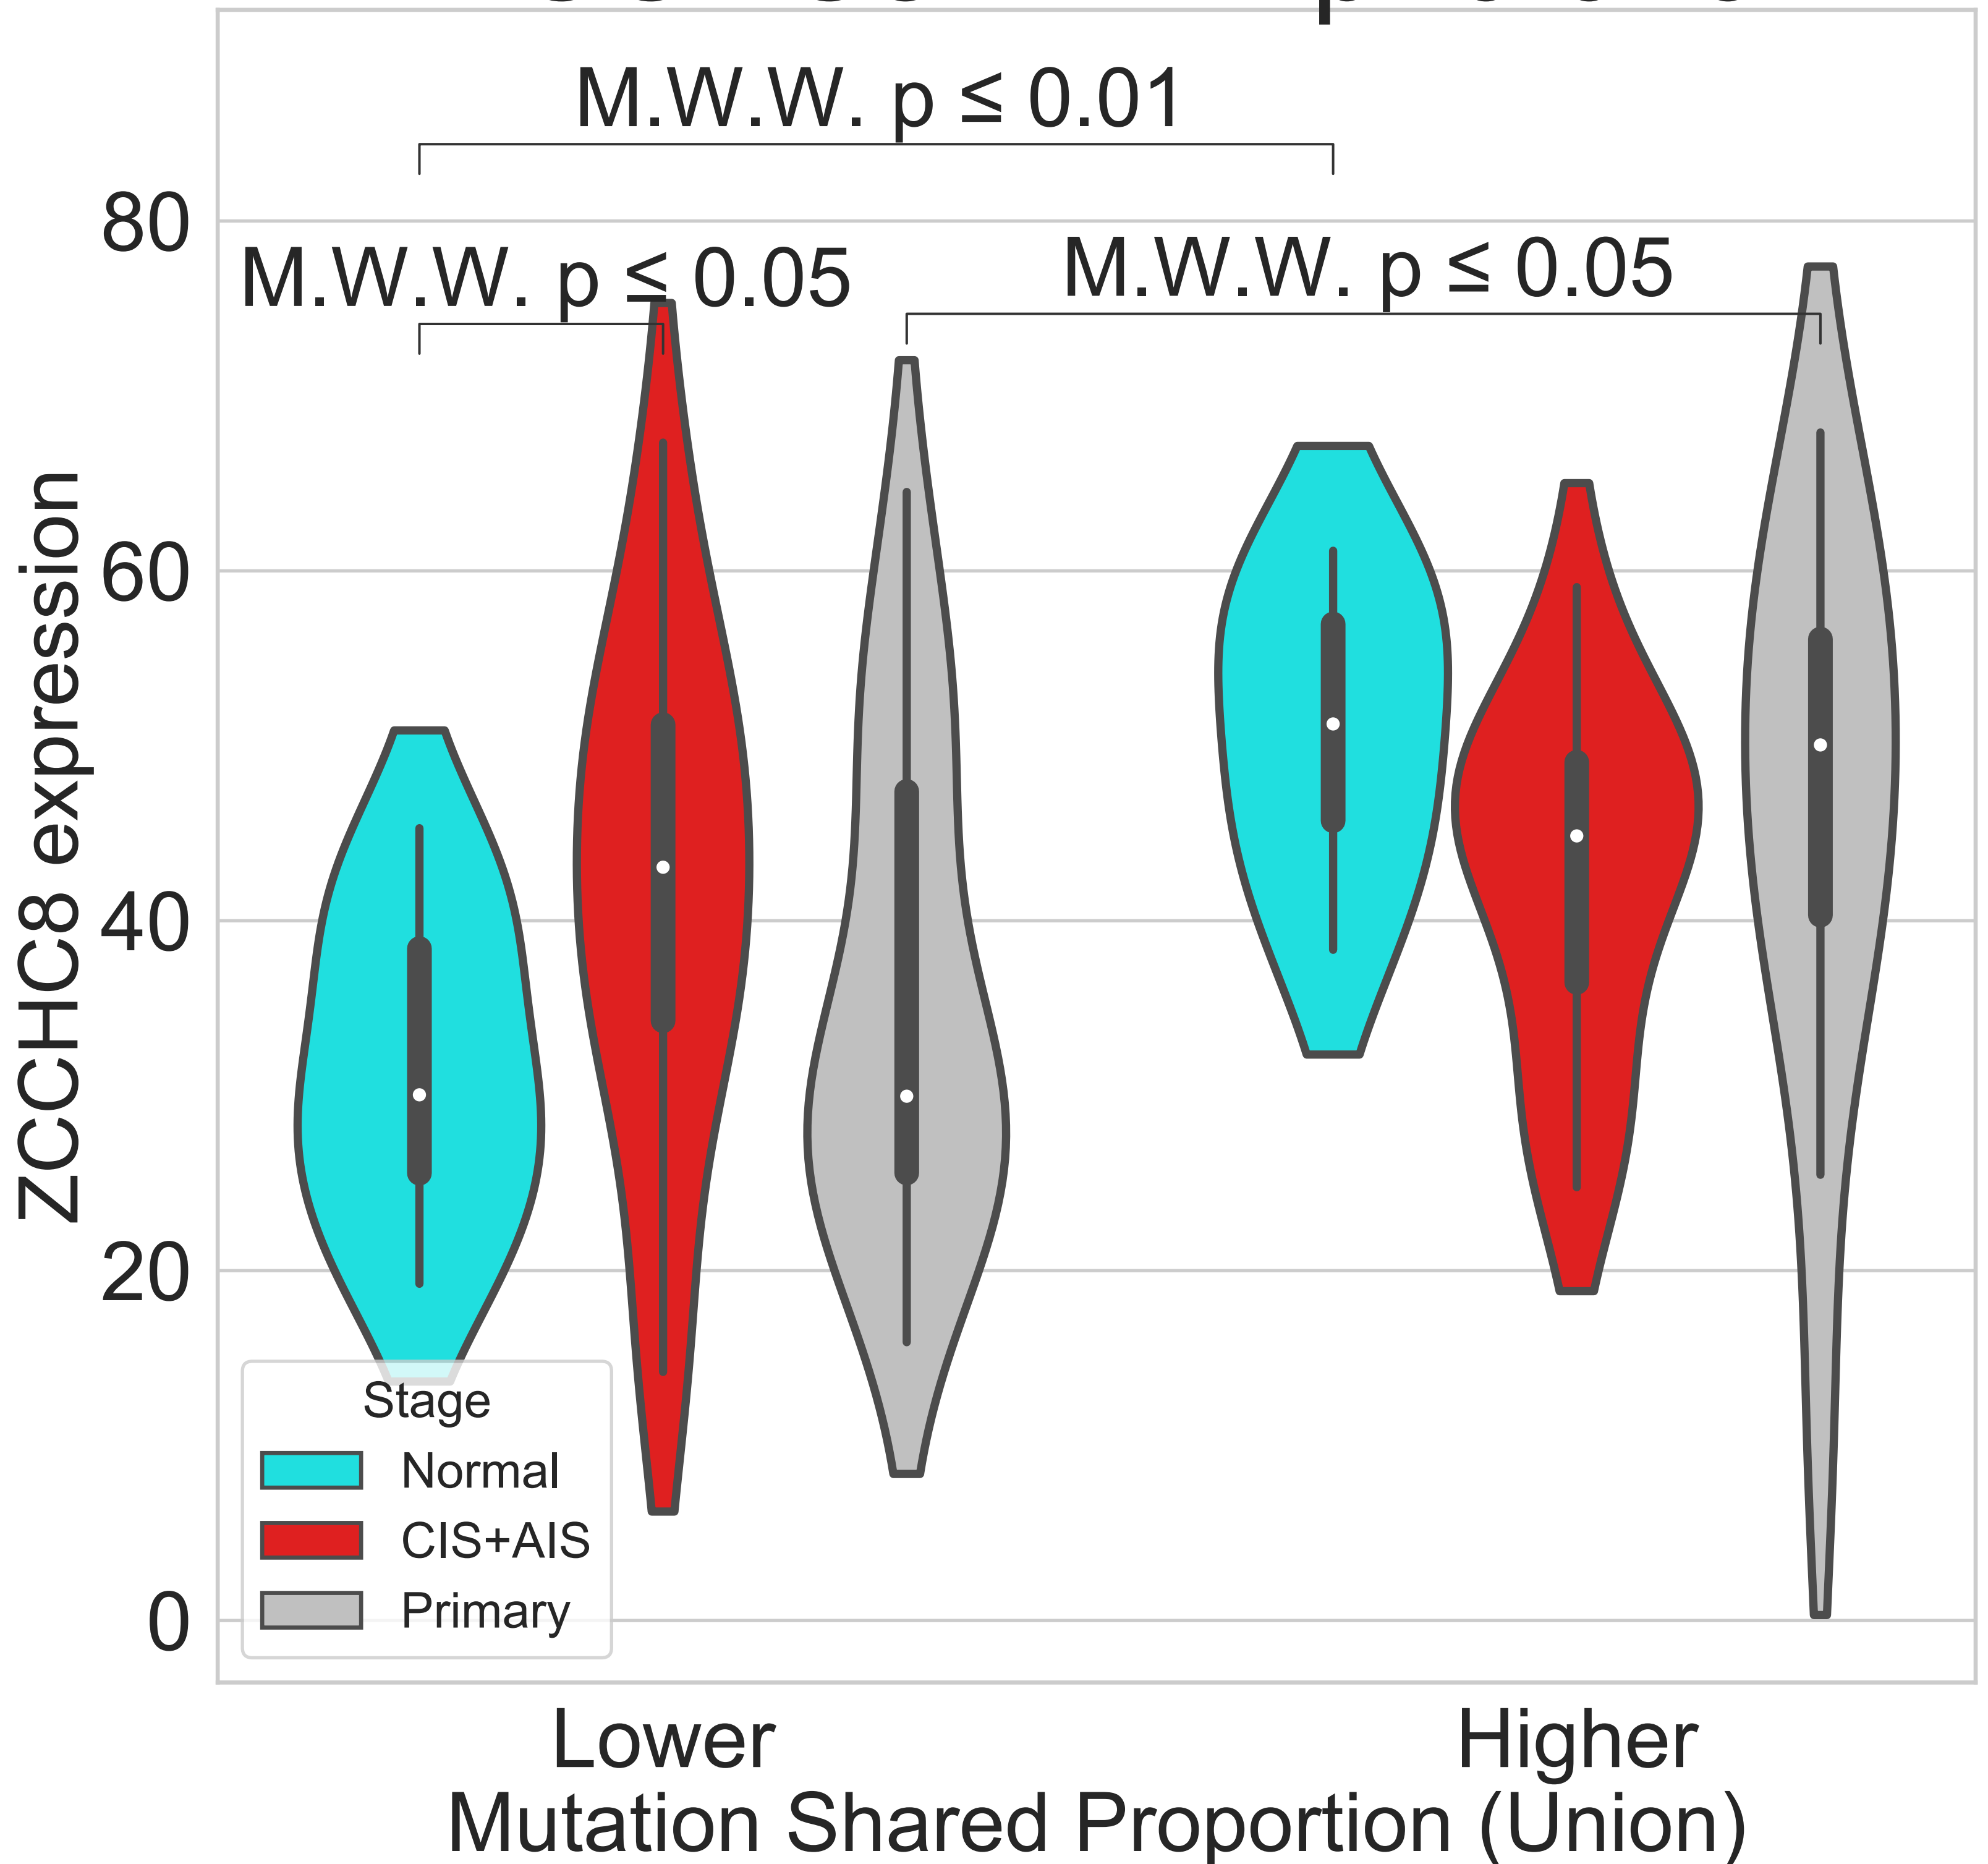 M.W.W. p ≤ 0.01
M.W.W. p ≤ 0.05
M.W.W. p ≤ 0.05
80
60
40
20
0
ZCCHC8 expression
Stage
Normal
CIS+AIS
Primary
Lower
Higher
Mutation Shared Proportion (Union)